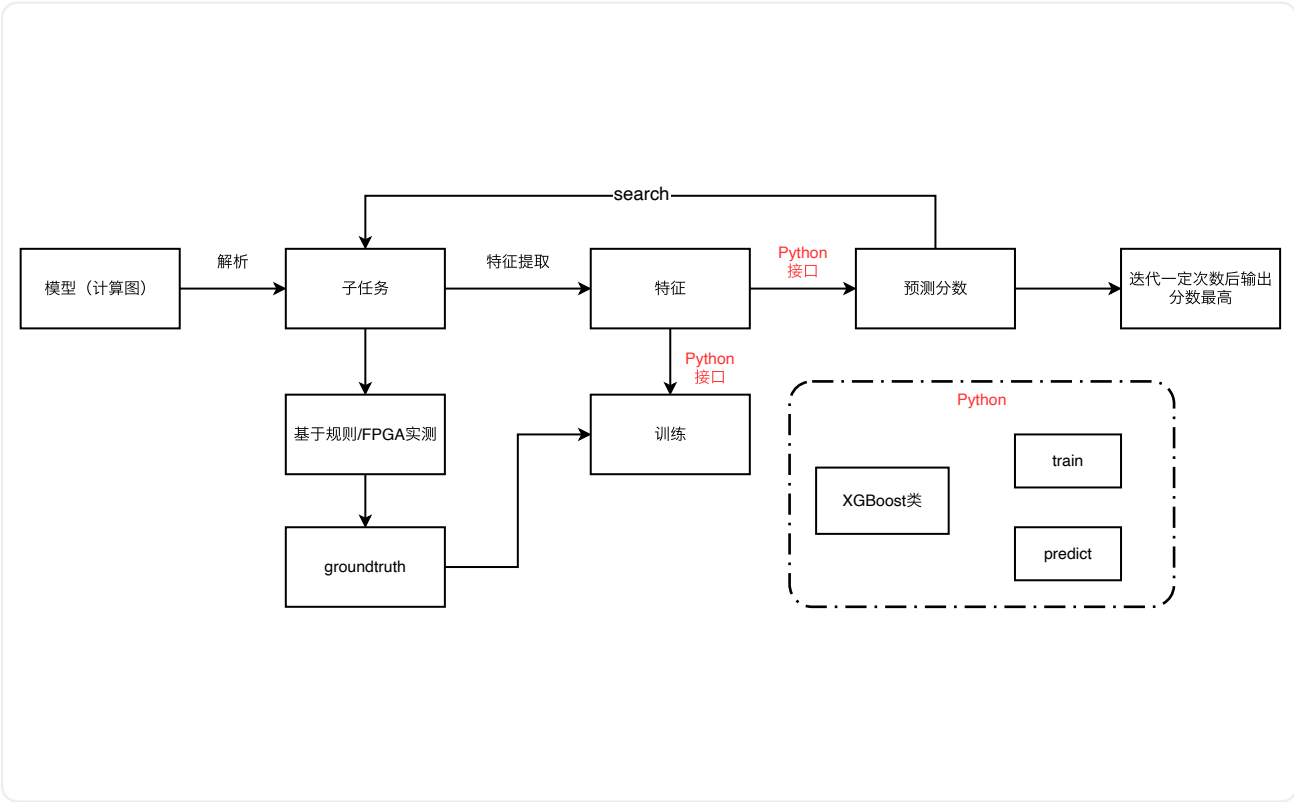 search
模型（计算图）
解析
子任务
特征提取
特征
Python
接口
预测分数
迭代一定次数后输出
分数最高
Python
接口
基于规则/FPGA实测
训练
Python
XGBoost类
train
groundtruth
predict